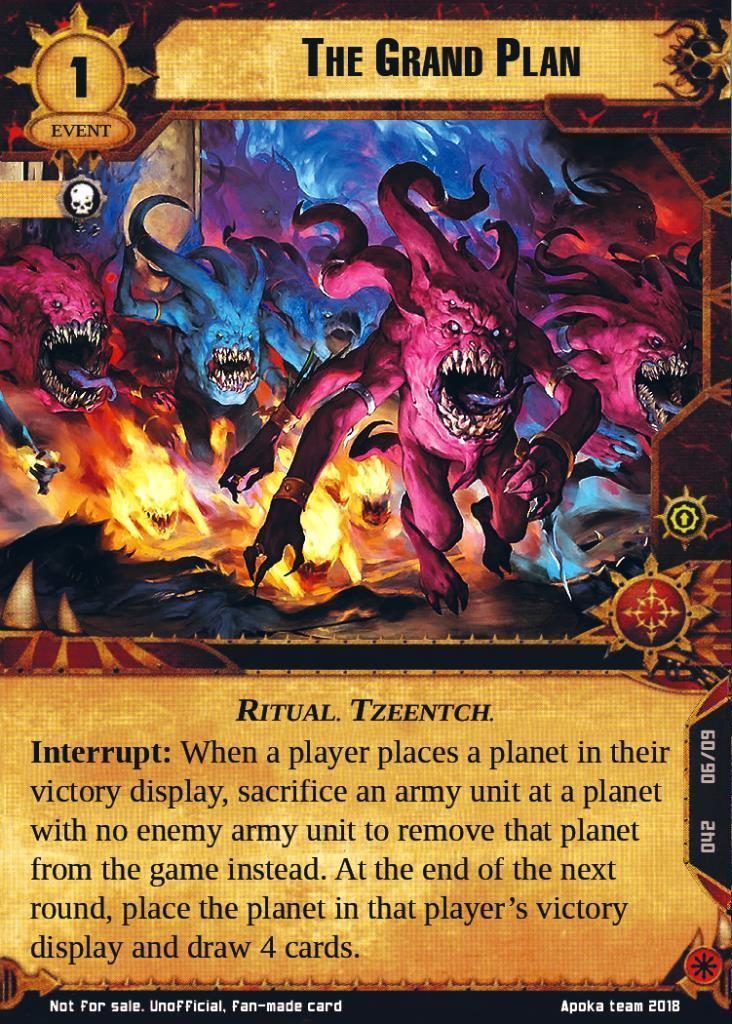 1
THE GRAND PLAN
EVENT
RITUAL. TZEENTCH.
Interrupt: When a player places a planet in their
victory display, sacrifice an army unit at a planet
with no enemy army unit to remove that planet
from the game instead. At the end of the next
round, place the planet in that player's victory
display and draw 4 cards.
042 09/60
Not for sale. Unofficial, fan-made card
Apoka team 2018